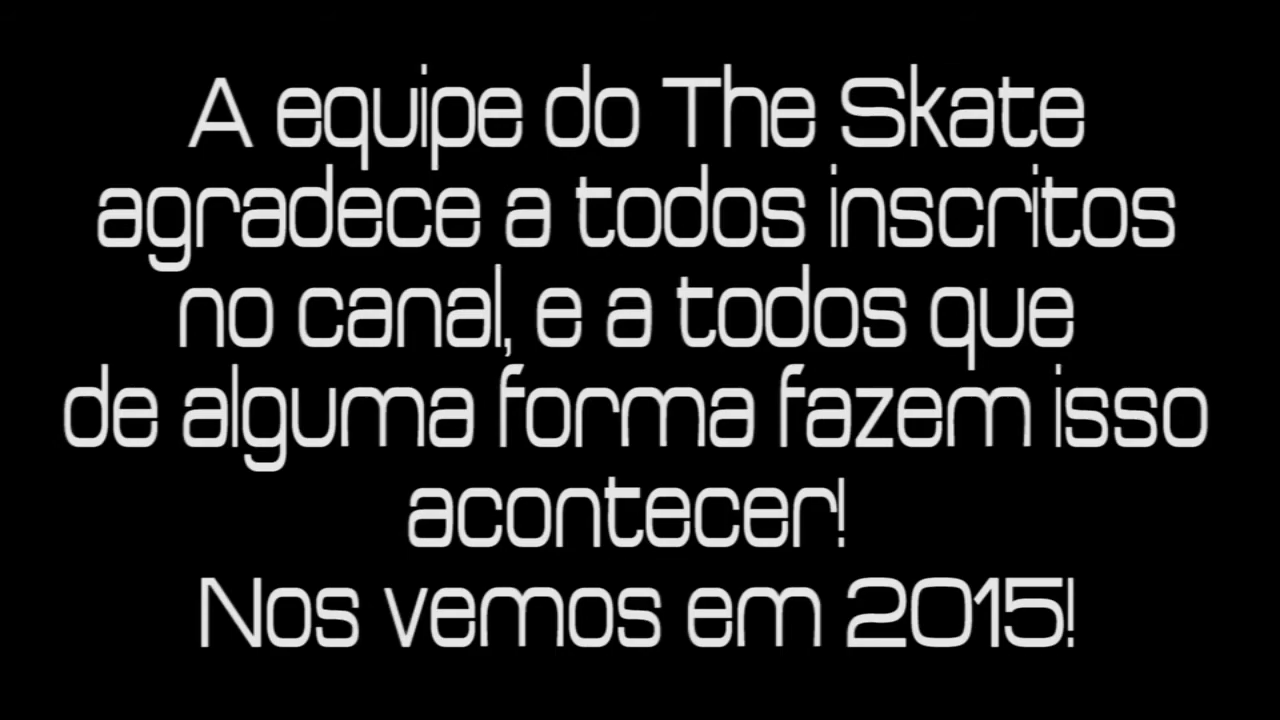 A equipe do The Skate
agradece a todos inscritos
no canal, e a todos que
de alguma forma fazem isso
acontecer!
Nos vemos em 2015!